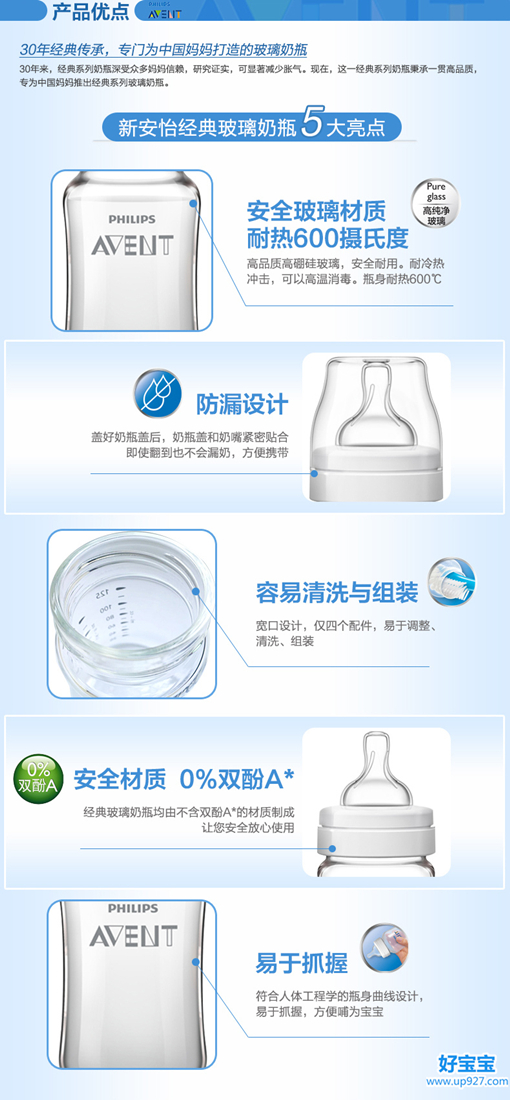 产品优点
PHILIPS
AVENT
30年经典传承，专门为中国妈妈打造的玻璃奶瓶
30年来，经典系列奶瓶深受众多妈妈信赖，研究证实，可显著减少胀气。现在，这一经典系列奶瓶秉承一贯高品质，
专为中国妈妈推出经典系列玻璃奶瓶。
新安怡经典玻璃奶瓶5大亮点
PHILIPS
AVENT
Pure
glass
高纯净
玻璃
安全玻璃材质
耐热600摄氏度
高品质高硼硅玻璃，安全耐用。耐冷热
冲击，可以高温消毒。瓶身耐热600℃
防漏设计
盖好奶瓶盖后，奶瓶盖和奶嘴紧密贴合
即使翻到也不会漏奶，方便携带
125
100
容易清洗与组装
宽口设计，仅四个配件，易于调整、
清洗、组装
0%
双酚A
安全材质 0%双酚A*
经典玻璃奶瓶均由不含双酚A*的材质制成
让您安全放心使用
PHILIPS
AVENT
易于抓握
符合人体工程学的瓶身曲线设计，
易于抓握，方便哺为宝宝
好宝宝
www.up927.com